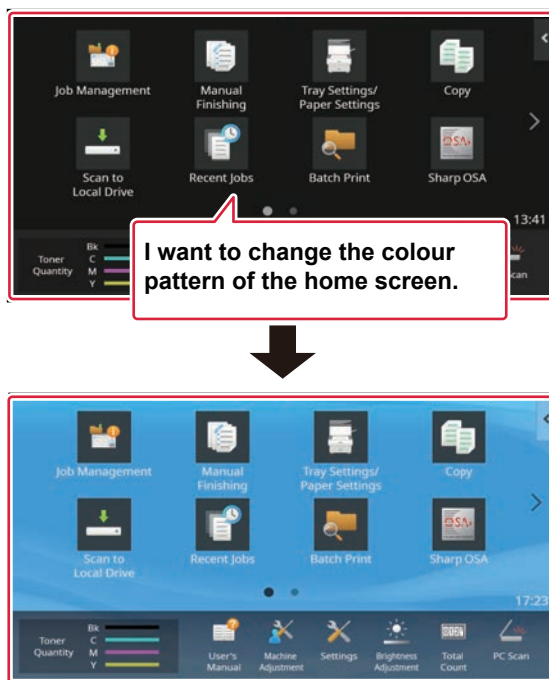 Job Management
Manual
Finishing
Tray Settings/
Paper Settings
Copy
Scan to
Local Drive
Recent Jobs
Batch Print
Sharp OSA
OSA
13:41
Toner
Quantity
Bk
C
M
Y
can
I want to change the colour
pattern of the home screen.
Job Management
Manual
Finishing
Tray Settings/
Paper Settings
Copy
Scan to
Local Drive
Recent Jobs
Batch Print
Sharp OSA
OSA
17:23
Toner
Quantity
Bk
C
M
Y
User's
Manual
Machine
Adjustment
Settings
Brightness
Adjustment
Total
Count
PC Scan